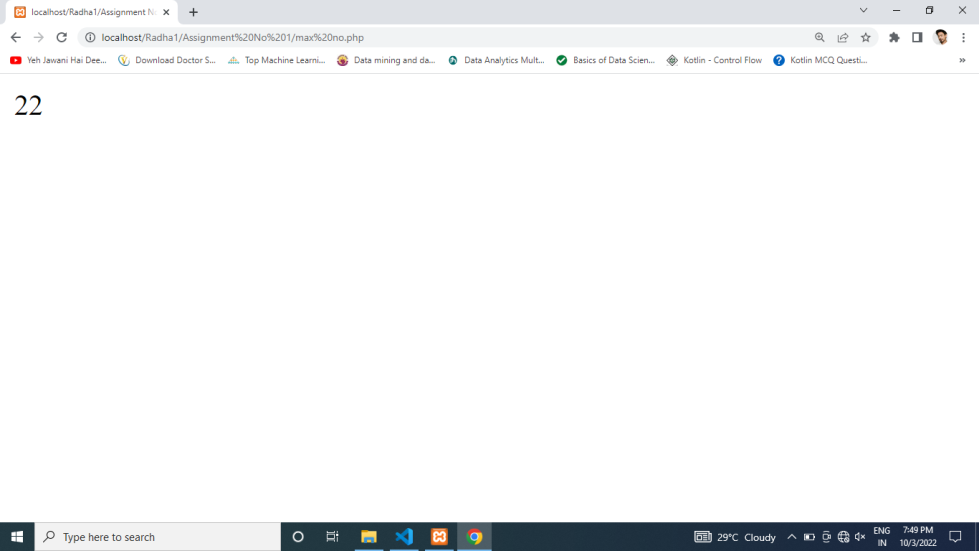 localhost/Radha1/Assignment No
localhost/Radha1/Assignment%20No%201/max%20no.php
Yeh Jawani Hai Dee... Download Doctor S... Top Machine Learni... Data mining and da... Data Analytics Mult... Basics of Data Scien... Kotlin - Control Flow Kotlin MCQ Questi... »
22
Type here to search 29°C Cloudy ENG 7:49 PM
IN 10/3/2022